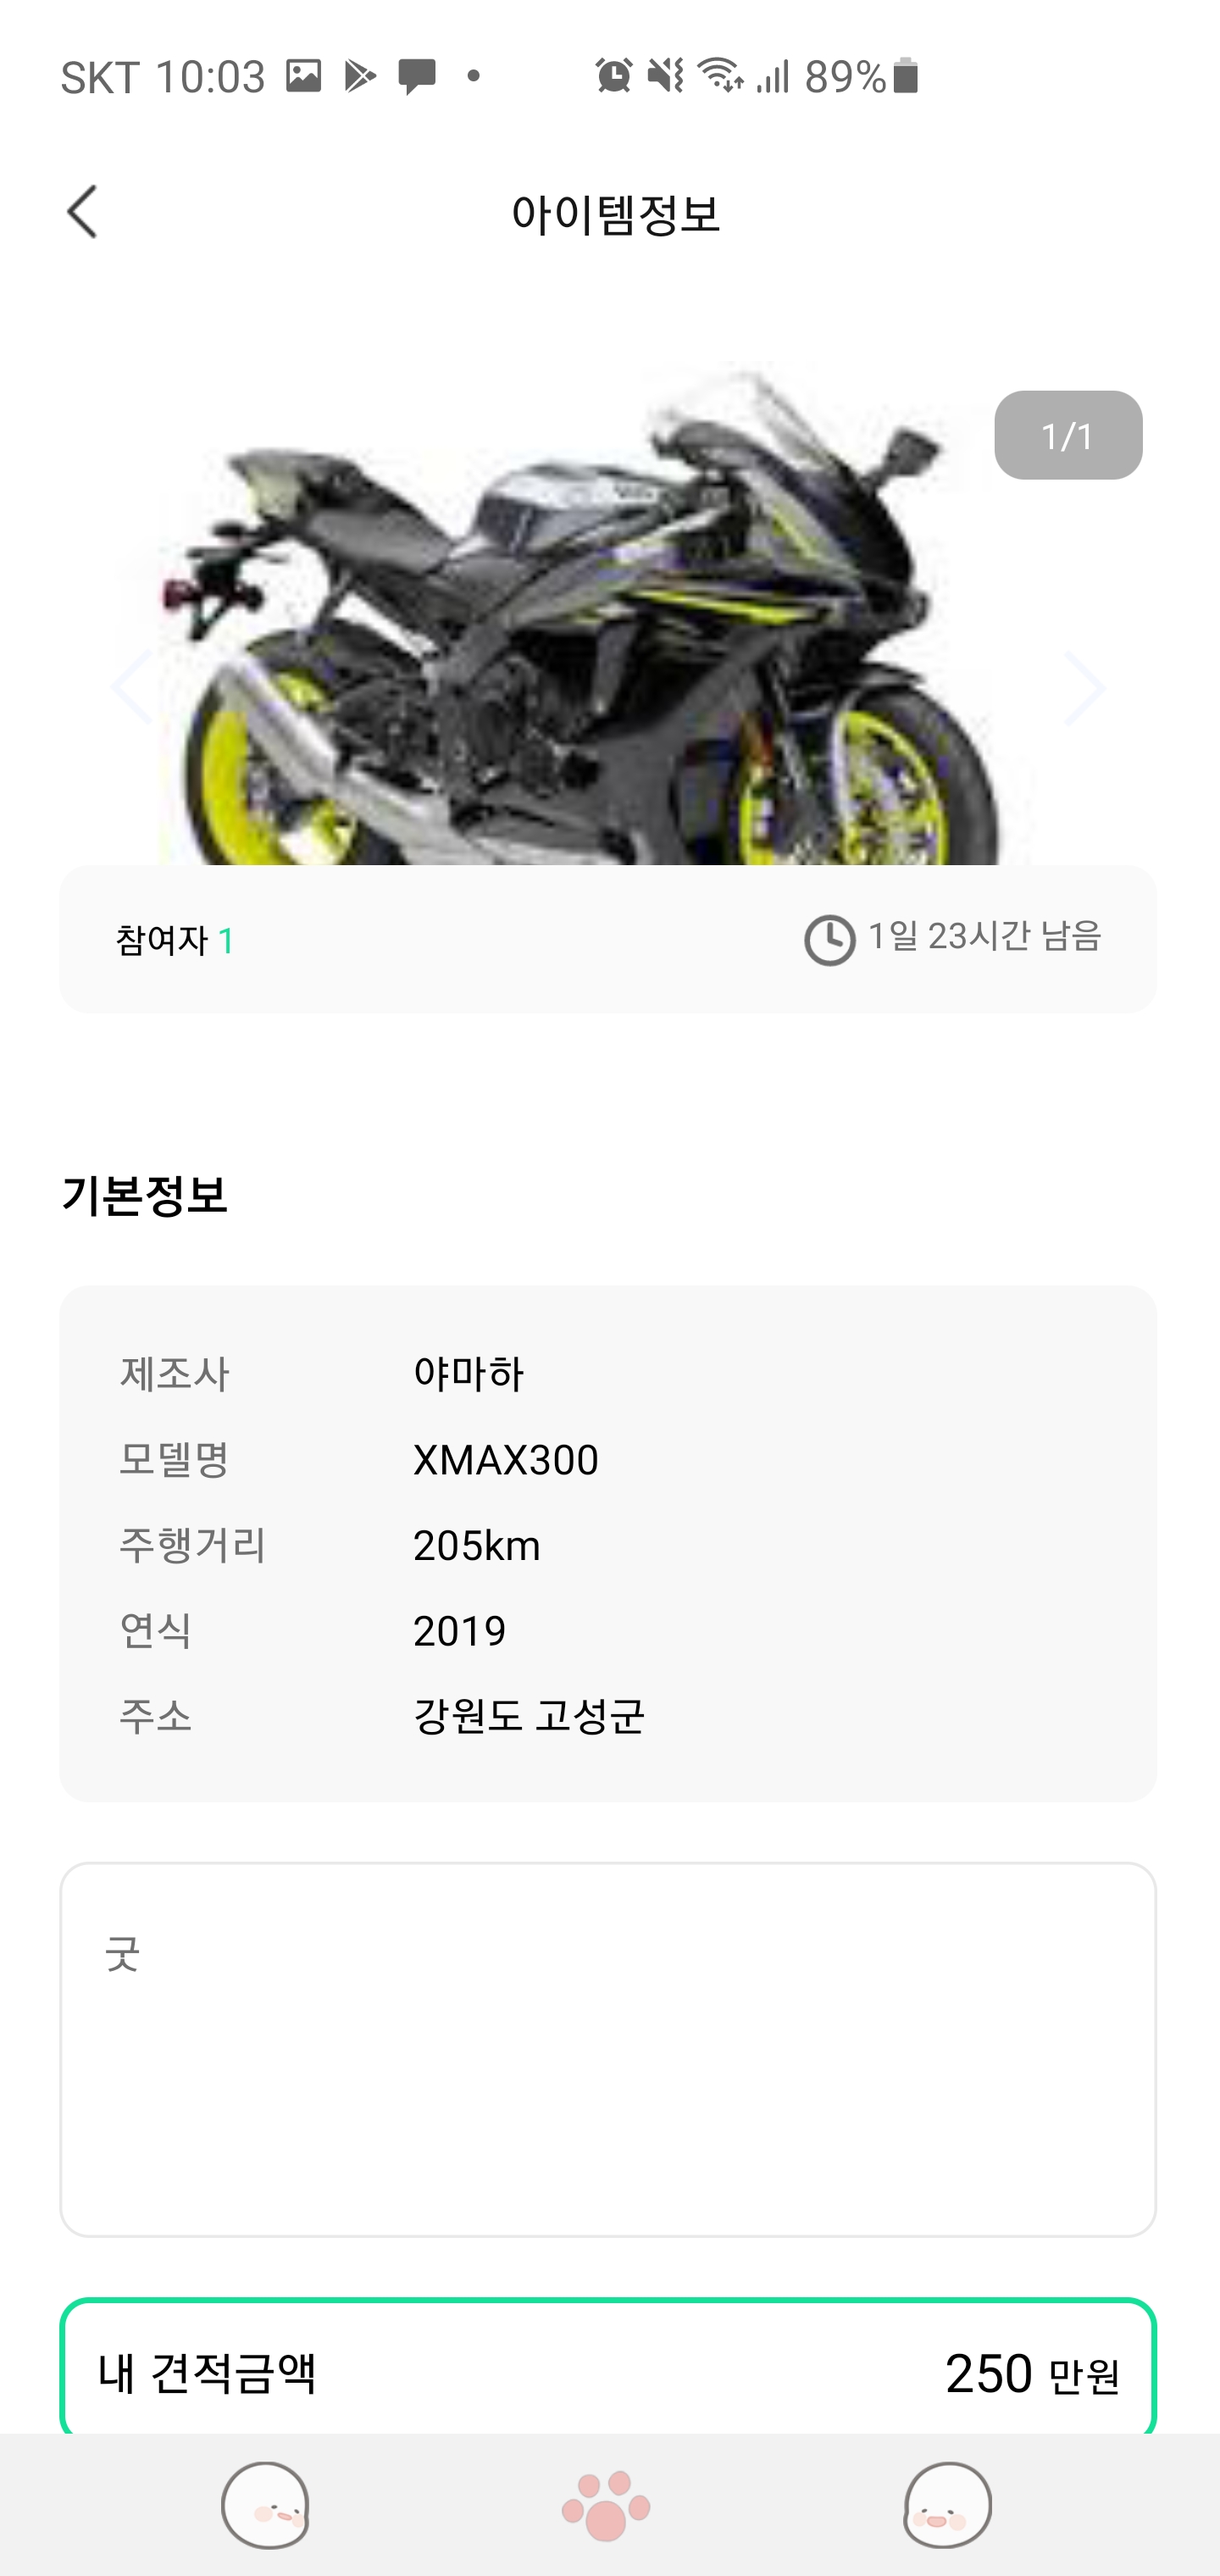 SKT 10:03 89%
아이템정보
1/1
참여자 1 1일 23시간 남음
기본정보
제조사 야마하
모델명 XMAX300
주행거리 205km
연식 2019
주소 강원도 고성군
굿
내 견적금액 250 만원